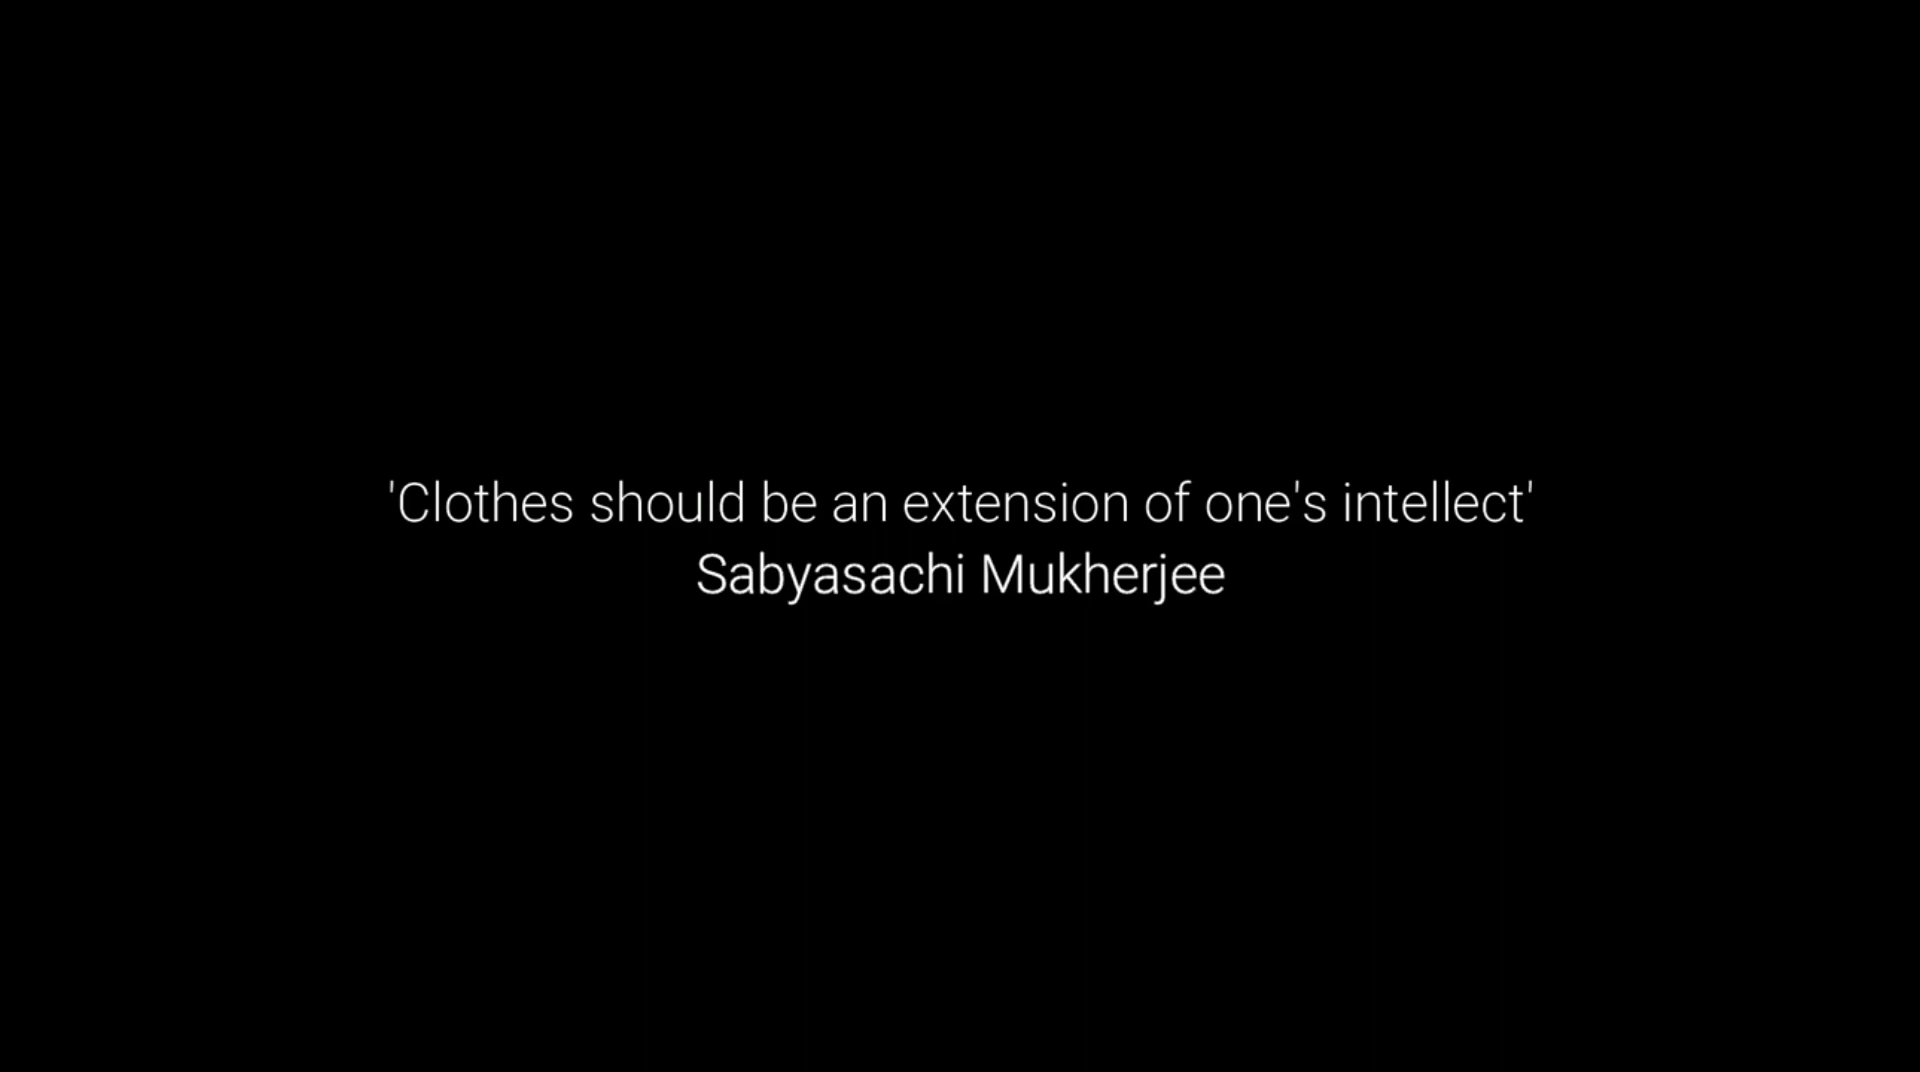 'Clothes should be an extension of one's intellect'
Sabyasachi Mukherjee